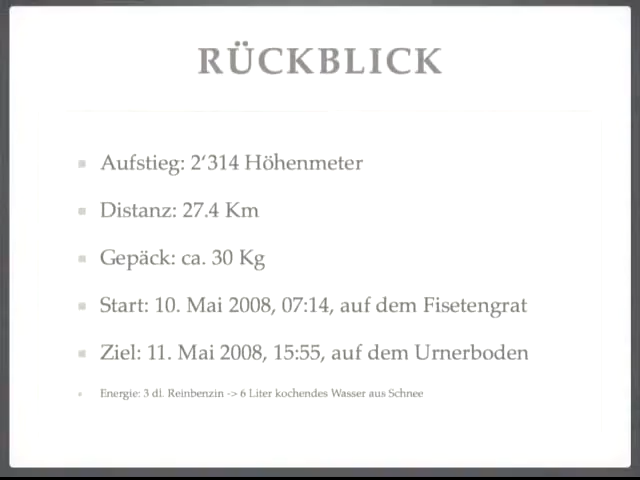 RÜCKBLICK
Aufstieg: 2‘314 Höhenmeter
Distanz: 27.4 Km
Gepäck: ca. 30 Kg
Start: 10. Mai 2008, 07:14, auf dem Fisetengrat
Ziel: 11. Mai 2008, 15:55, auf dem Urnerboden
Energie: 3 dl. Reinbenzin -> 6 Liter kochendes Wasser aus Schnee